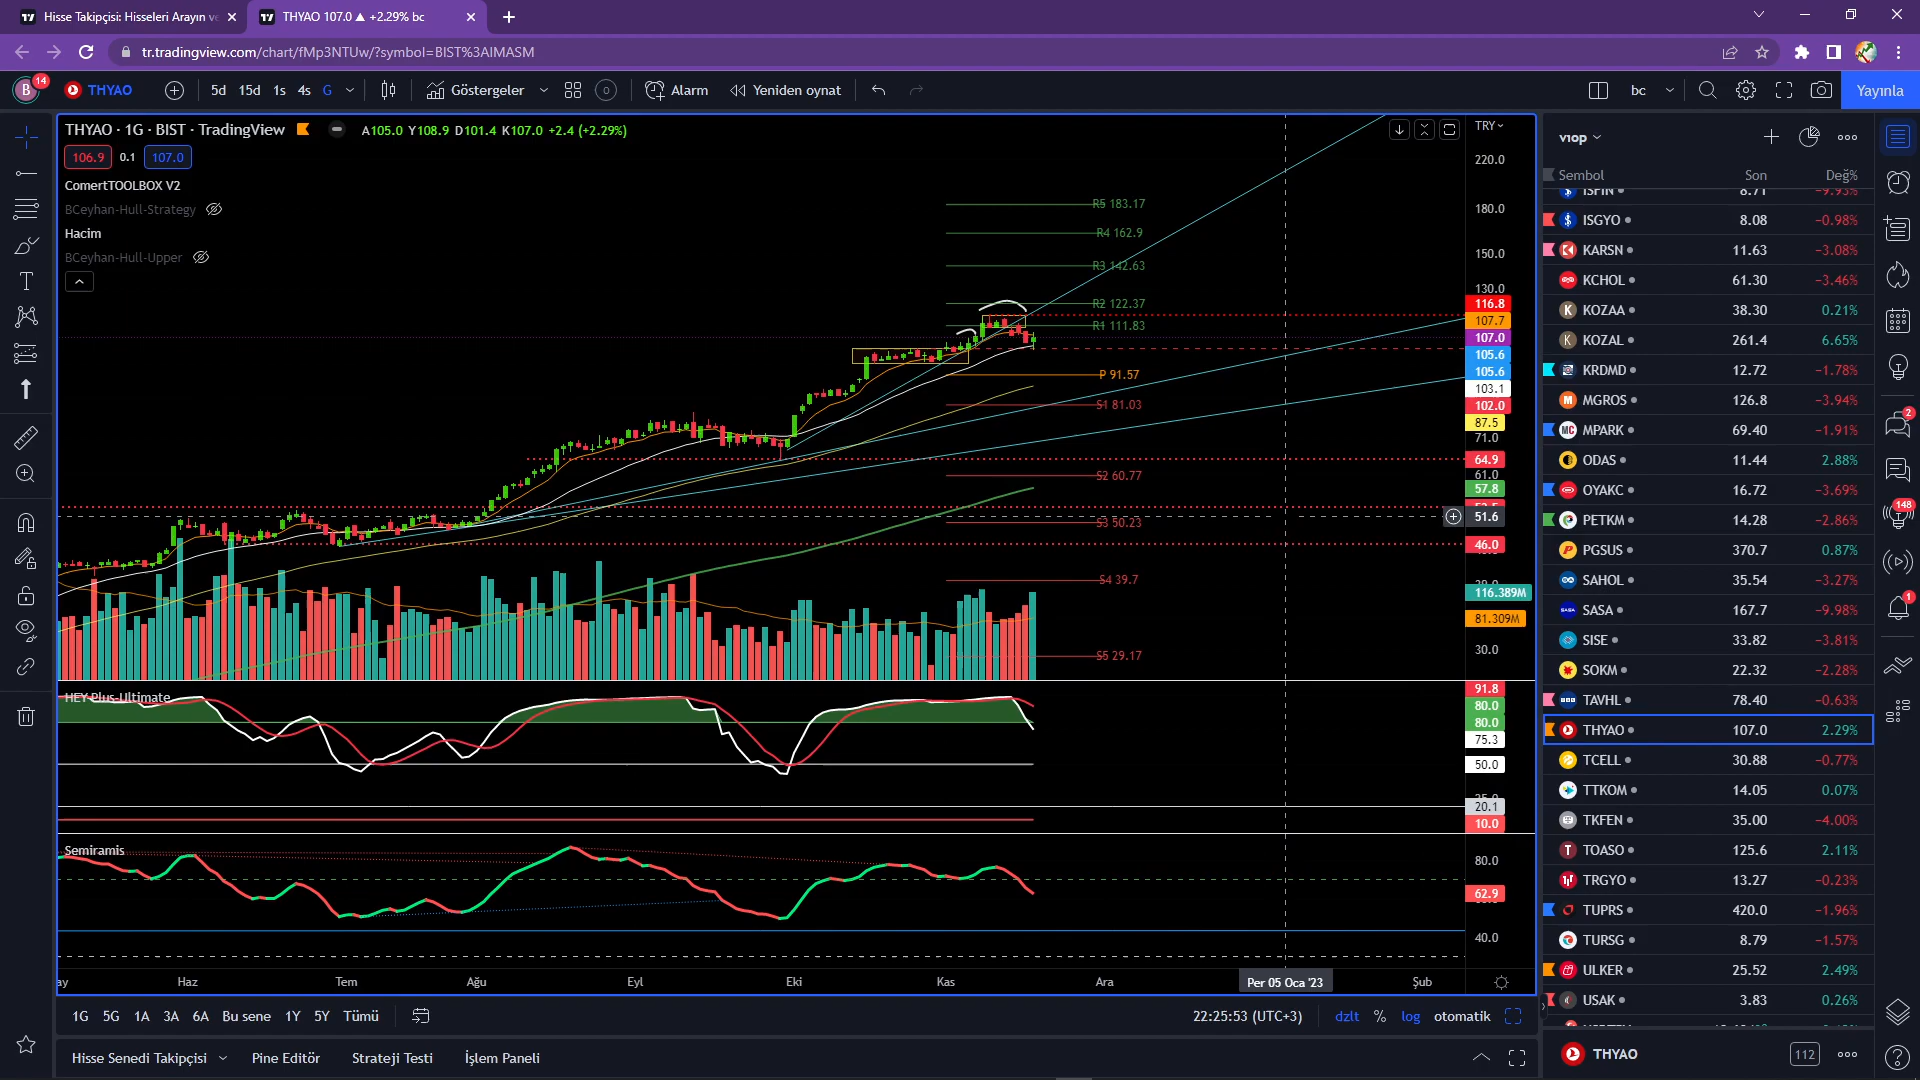 Hisse Takipçisi: Hisseleri Arayın ve
THYAO 107.0 ▲ +2.29% bc
tr.tradingview.com/chart/fMp3NTUw/?symbol=BIST%3AIMASM
B 14 THYAO 5d 15d 1s 4s G Göstergeler Alarm Yeniden oynat bc Yayınla
THYAO · 1G · BIST · TradingView A105.0 Y108.9 D101.4 K107.0 +2.4 (+2.29%)
106.9 0.1 107.0
ComertTOOLBOX V2
BCeyhan-Hull-Strategy
Hacim
BCeyhan-Hull-Upper
R5 183.17
R4 162.9
R3 142.63
R2 122.37
R1 111.83
P 91.57
S1 81.03
S2 60.77
S3 50.23
S4 39.7
S5 29.17
TRY
220.0
180.0
150.0
130.0
116.8
107.7
107.0
105.6
105.6
103.1
102.0
87.5
71.0
64.9
61.0
57.8
51.6
46.0
116.389M
81.309M
30.0
HEY-Plus-Ultimate
91.8
80.0
80.0
75.3
50.0
20.1
10.0
Semiramis
80.0
62.9
40.0
ay Haz Tem Ağu Eyl Eki Kas Ara Per 05 Oca '23 Şub
1G 5G 1A 3A 6A Bu sene 1Y 5Y Tümü 22:25:53 (UTC+3) dzlt % log otomatik
Hisse Senedi Takipçisi Pine Editör Strateji Testi İşlem Paneli
vıop
Sembol Son Değ%
ISFIN 8.71 −9.93%
ISGYO 8.08 −0.98%
KARSN 11.63 −3.08%
KCHOL 61.30 −3.46%
KOZAA 38.30 0.21%
KOZAL 261.4 6.65%
KRDMD 12.72 −1.78%
MGROS 126.8 −3.94%
MPARK 69.40 −1.91%
ODAS 11.44 2.88%
OYAKC 16.72 −3.69%
PETKM 14.28 −2.86%
PGSUS 370.7 0.87%
SAHOL 35.54 −3.27%
SASA 167.7 −9.98%
SISE 33.82 −3.81%
SOKM 22.32 −2.28%
TAVHL 78.40 −0.63%
THYAO 107.0 2.29%
TCELL 30.88 −0.77%
TTKOM 14.05 0.07%
TKFEN 35.00 −4.00%
TOASO 125.6 2.11%
TRGYO 13.27 −0.23%
TUPRS 420.0 −1.96%
TURSG 8.79 −1.57%
ULKER 25.52 2.49%
USAK 3.83 0.26%
THYAO 112
2
148
1